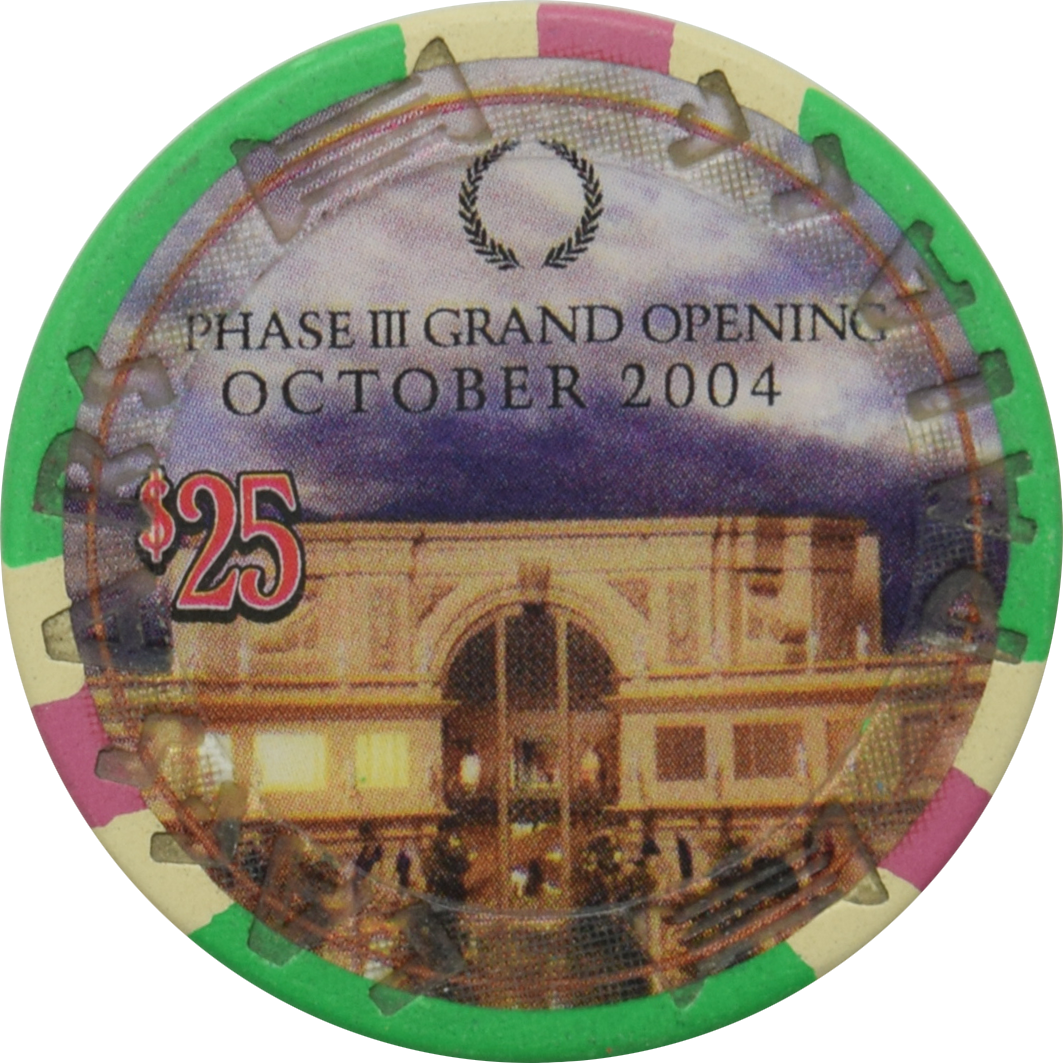 PHASE III GRAND OPENING
OCTOBER 2004
$25